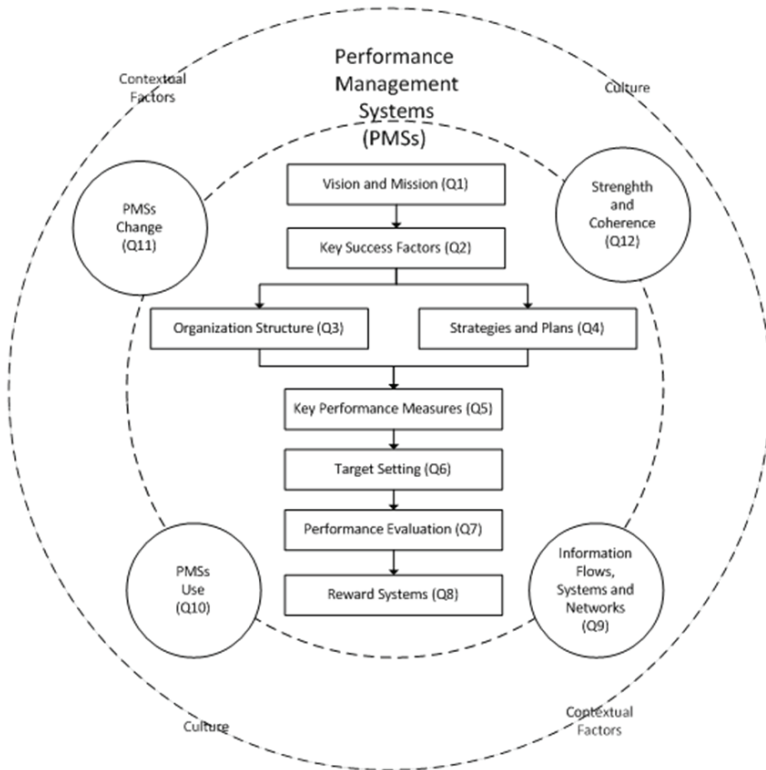 Performance
Management
Systems
(PMSs)
Contextual
Factors
Culture
Vision and Mission (Q1)
PMSs
Change
(Q11)
Strenghth
and
Coherence
(Q12)
Key Success Factors (Q2)
Organization Structure (Q3)
Strategies and Plans (Q4)
Key Performance Measures (Q5)
Target Setting (Q6)
Performance Evaluation (Q7)
PMSs
Use
(Q10)
Information
Flows,
Systems and
Networks
(Q9)
Reward Systems (Q8)
Culture
Contextual
Factors